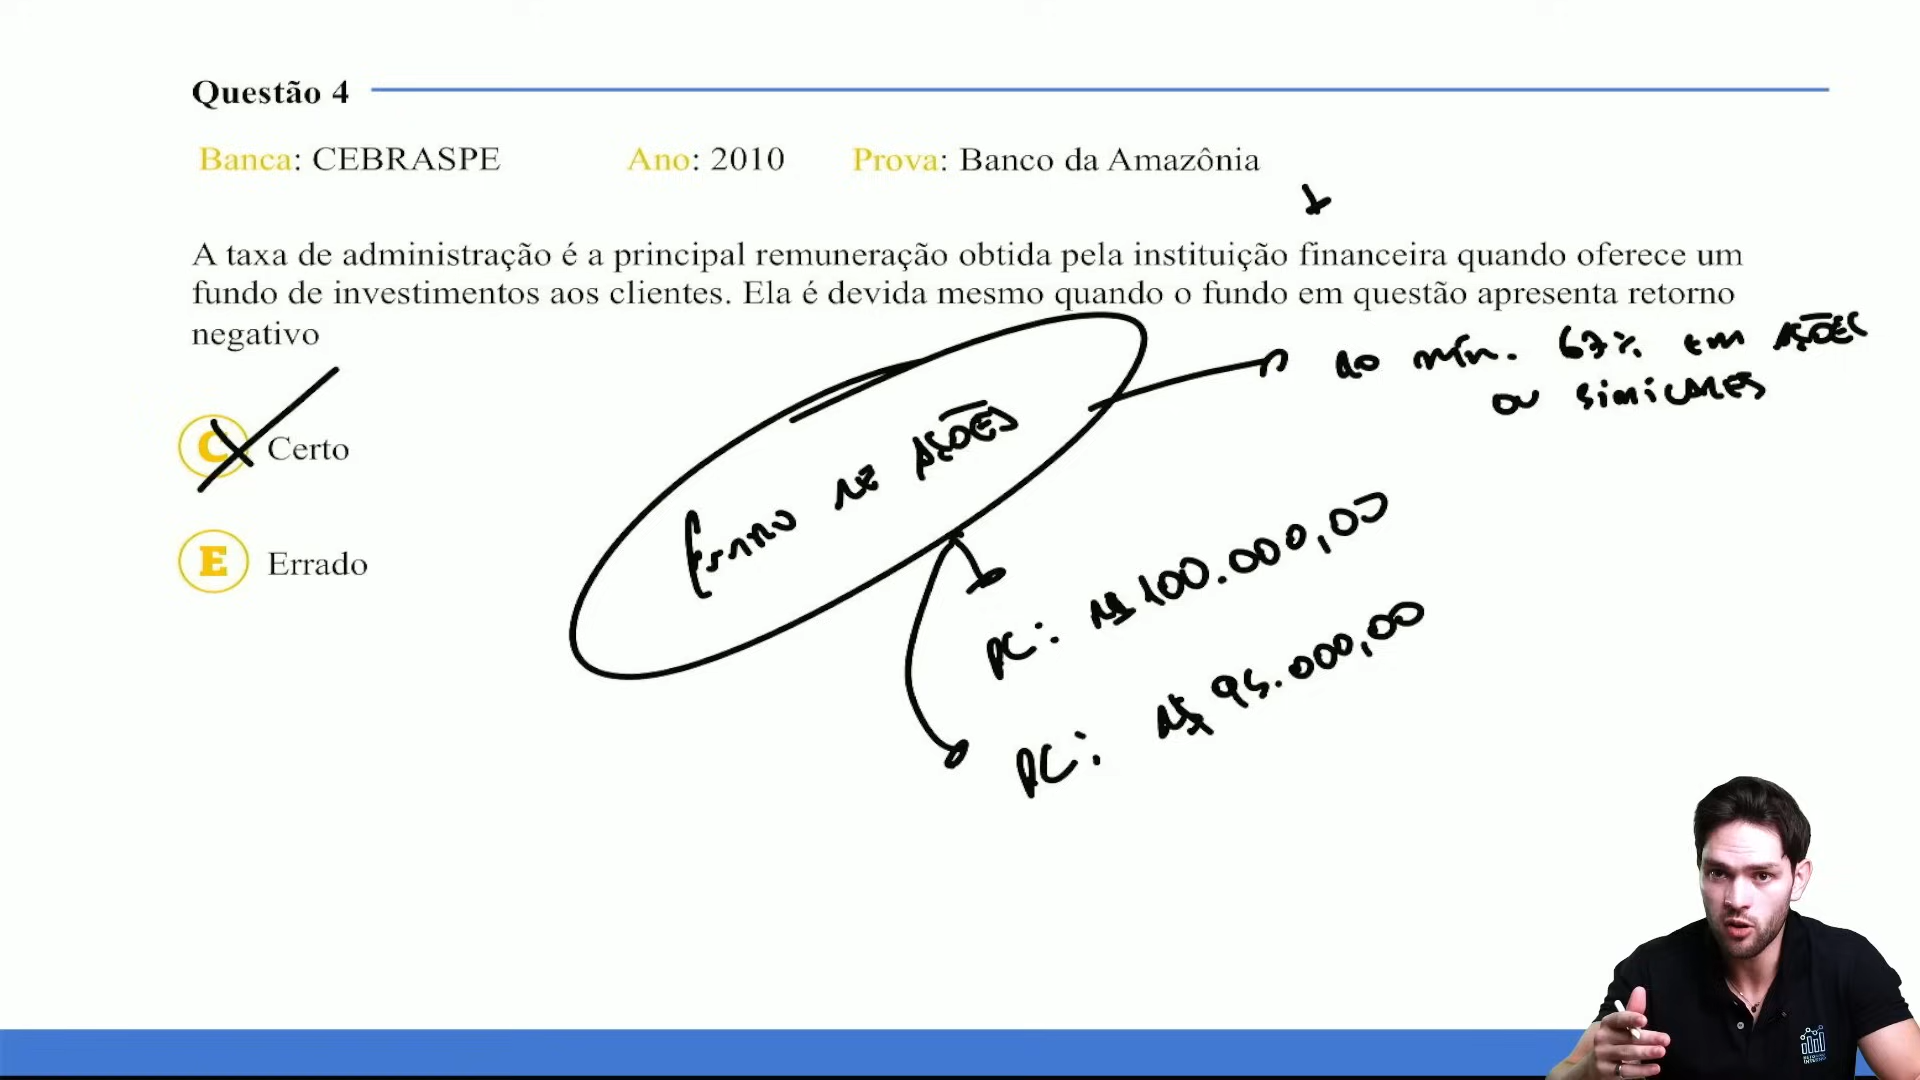 Questão 4
Banca: CEBRASPE Ano: 2010 Prova: Banco da Amazônia
A taxa de administração é a principal remuneração obtida pela instituição financeira quando oferece um
fundo de investimentos aos clientes. Ela é devida mesmo quando o fundo em questão apresenta retorno
negativo
AO mín. 67% em AÇÕES
OU SIMILARES
C Certo
FUNDO DE AÇÕES
E Errado
PL: R$ 100.000,00
PL: R$ 95.000,00